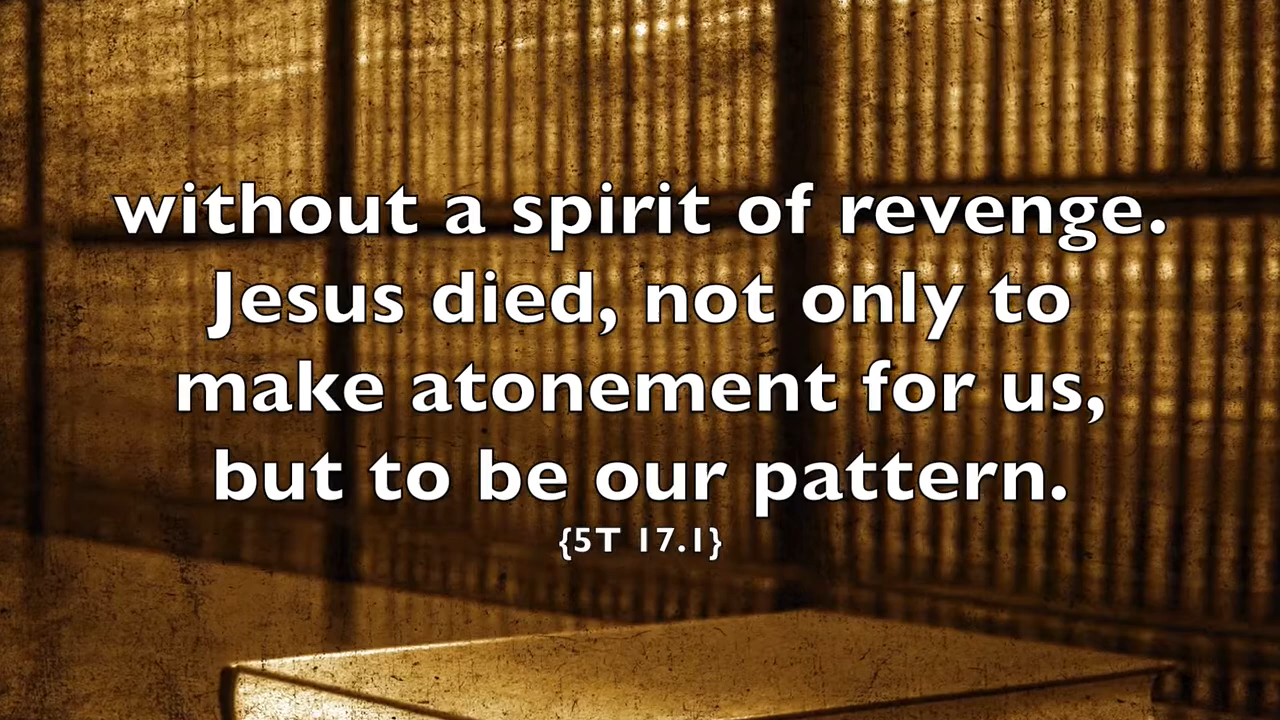 without a spirit of revenge.
Jesus died, not only to
make atonement for us,
but to be our pattern.
{5T 17.1}